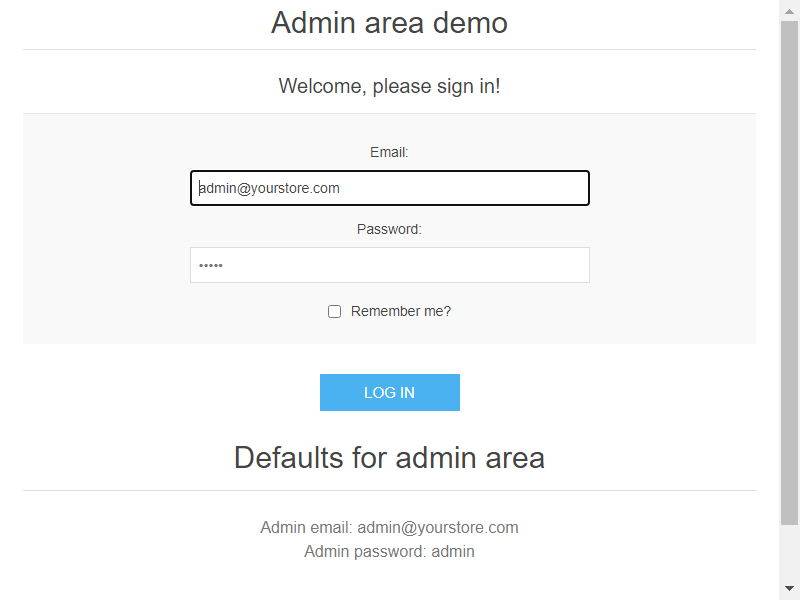 Admin area demo
Welcome, please sign in!
Email:
admin@yourstore.com
Password:
•••••
Remember me?
LOG IN
Defaults for admin area
Admin email: admin@yourstore.com
Admin password: admin